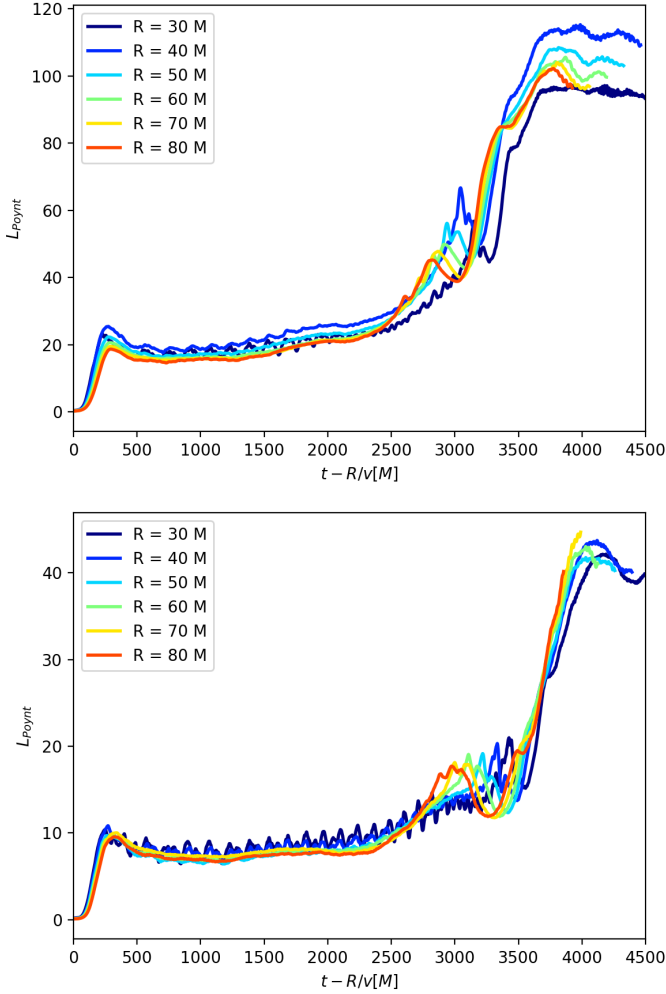 120
100
80
60
40
20
0
L_Poynt
R = 30 M
R = 40 M
R = 50 M
R = 60 M
R = 70 M
R = 80 M
0 500 1000 1500 2000 2500 3000 3500 4000 4500
t − R/v[M]
40
30
20
10
0
L_Poynt
R = 30 M
R = 40 M
R = 50 M
R = 60 M
R = 70 M
R = 80 M
0 500 1000 1500 2000 2500 3000 3500 4000 4500
t − R/v[M]